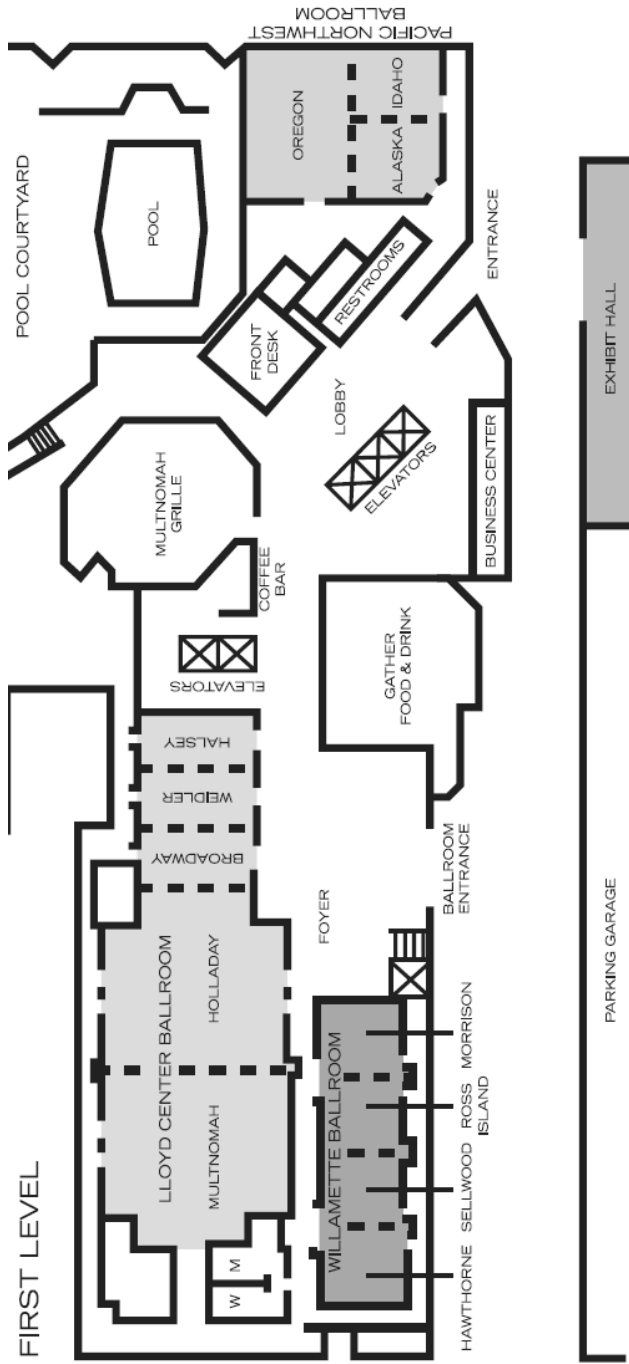 FIRST LEVEL
POOL COURTYARD
POOL
PACIFIC NORTHWEST
BALLROOM
OREGON
ALASKA
IDAHO
RESTROOMS
FRONT
DESK
ENTRANCE
LOBBY
ELEVATORS
MULTNOMAH
GRILLE
COFFEE
BAR
BUSINESS CENTER
EXHIBIT HALL
ELEVATORS
GATHER
FOOD & DRINK
HALSEY
WEIDLER
BROADWAY
LLOYD CENTER BALLROOM
HOLLADAY
MULTNOMAH
FOYER
BALLROOM
ENTRANCE
W
M
WILLAMETTE BALLROOM
HAWTHORNE
SELLWOOD
ROSS
ISLAND
MORRISON
PARKING GARAGE